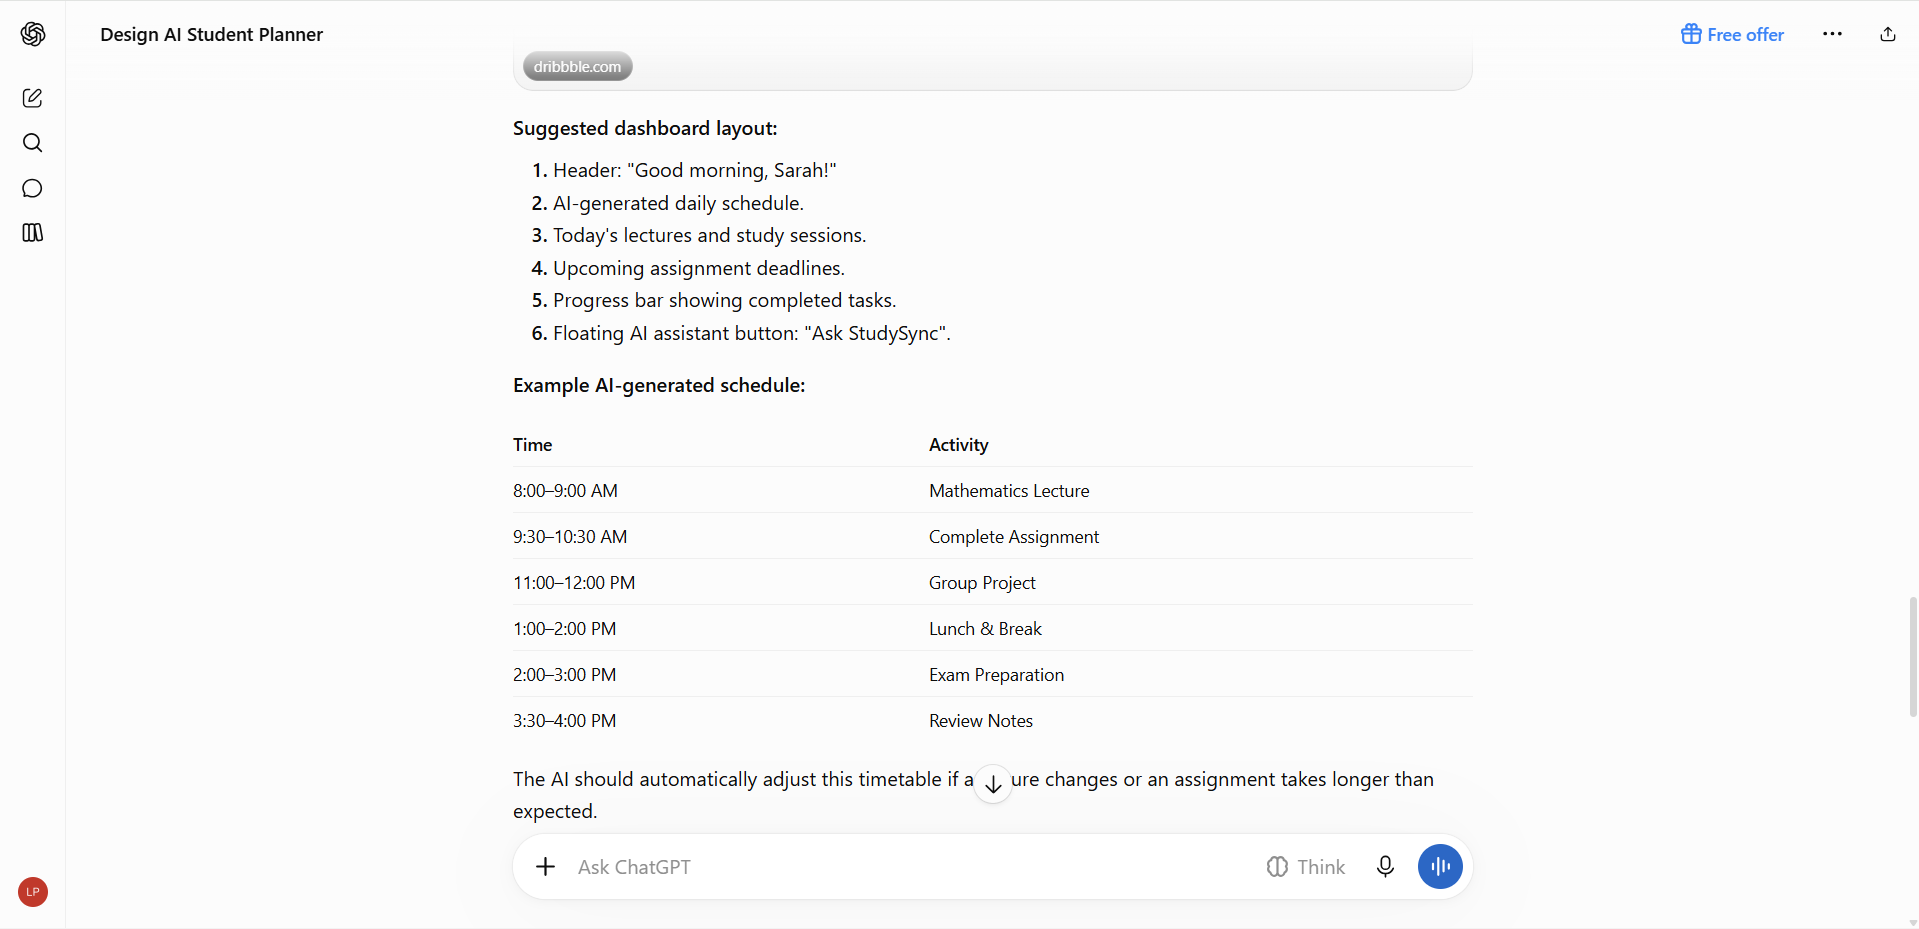 Design AI Student Planner
Free offer
dribbble.com
Suggested dashboard layout:
1. Header: "Good morning, Sarah!"
2. AI-generated daily schedule.
3. Today's lectures and study sessions.
4. Upcoming assignment deadlines.
5. Progress bar showing completed tasks.
6. Floating AI assistant button: "Ask StudySync".
Example AI-generated schedule:
Time Activity
8:00–9:00 AM Mathematics Lecture
9:30–10:30 AM Complete Assignment
11:00–12:00 PM Group Project
1:00–2:00 PM Lunch & Break
2:00–3:00 PM Exam Preparation
3:30–4:00 PM Review Notes
The AI should automatically adjust this timetable if a changes or an assignment takes longer than
expected.
Ask ChatGPT Think
LP